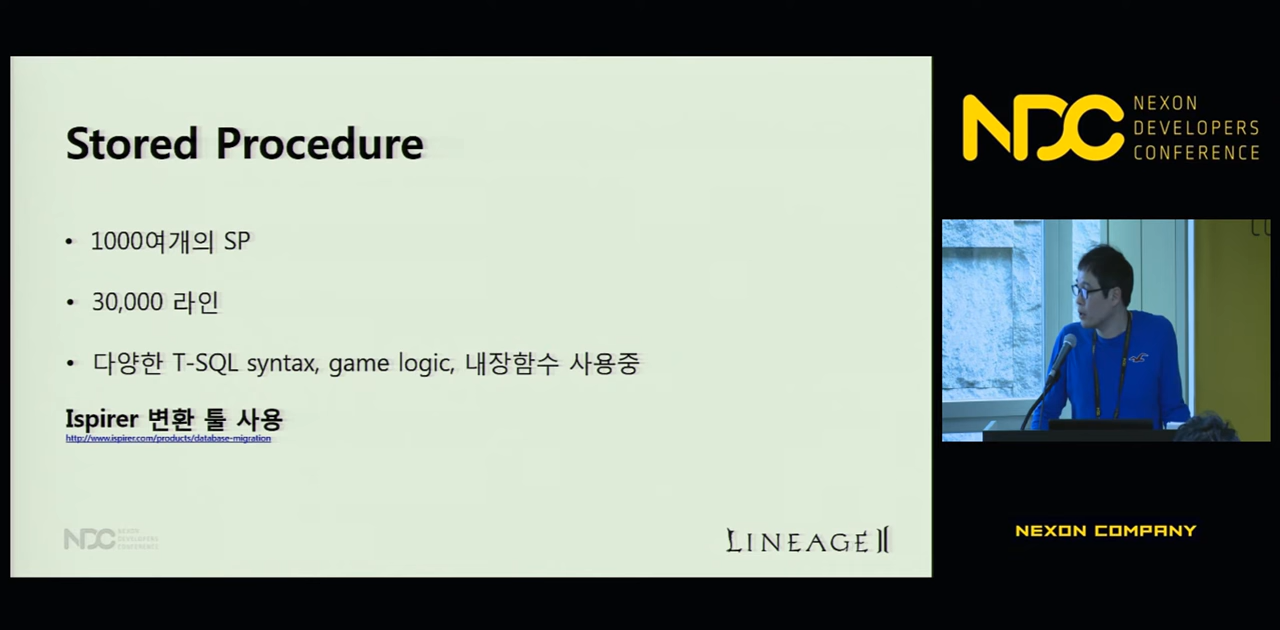 Stored Procedure
• 1000여개의 SP
• 30,000 라인
• 다양한 T-SQL syntax, game logic, 내장함수 사용중
Ispirer 변환 툴 사용
http://www.ispirer.com/products/database-migration
NDC NEXON
DEVELOPERS
CONFERENCE
LINEAGE II
NDC NEXON
DEVELOPERS
CONFERENCE
NEXON COMPANY